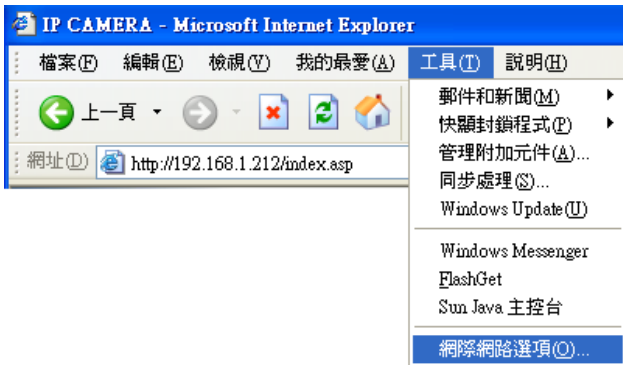 IP CAMERA - Microsoft Internet Explorer
檔案(F) 編輯(E) 檢視(V) 我的最愛(A) 工具(T) 說明(H)
上一頁
網址(D) http://192.168.1.212/index.asp
郵件和新聞(M)
快顯封鎖程式(P)
管理附加元件(A)...
同步處理(S)...
Windows Update(U)
Windows Messenger
FlashGet
Sun Java 主控台
網際網路選項(O)...